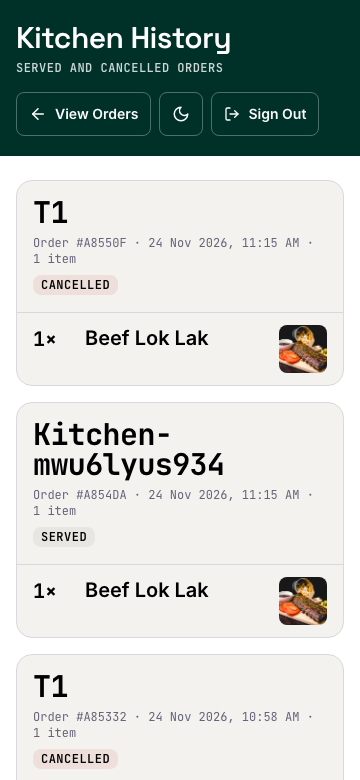 Kitchen History
SERVED AND CANCELLED ORDERS
View Orders
Sign Out
T1
Order #A8550F · 24 Nov 2026, 11:15 AM ·
1 item
CANCELLED
1× Beef Lok Lak
Kitchen-
mwu6lyus934
Order #A854DA · 24 Nov 2026, 11:15 AM ·
1 item
SERVED
1× Beef Lok Lak
T1
Order #A85332 · 24 Nov 2026, 10:58 AM ·
1 item
CANCELLED